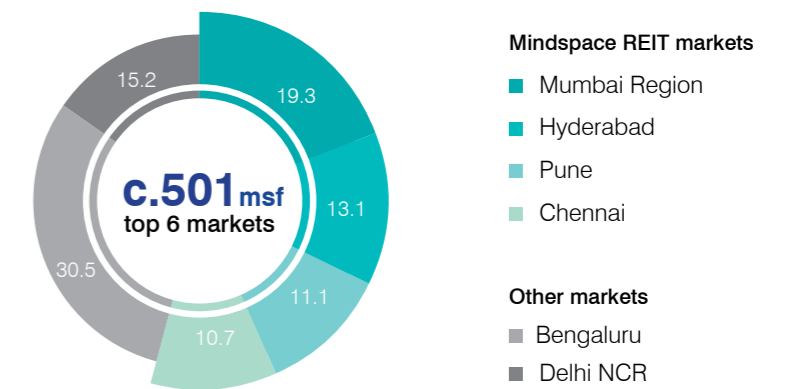 15.2
19.3
13.1
11.1
10.7
30.5
c.501msf
top 6 markets
Mindspace REIT markets
Mumbai Region
Hyderabad
Pune
Chennai
Other markets
Bengaluru
Delhi NCR